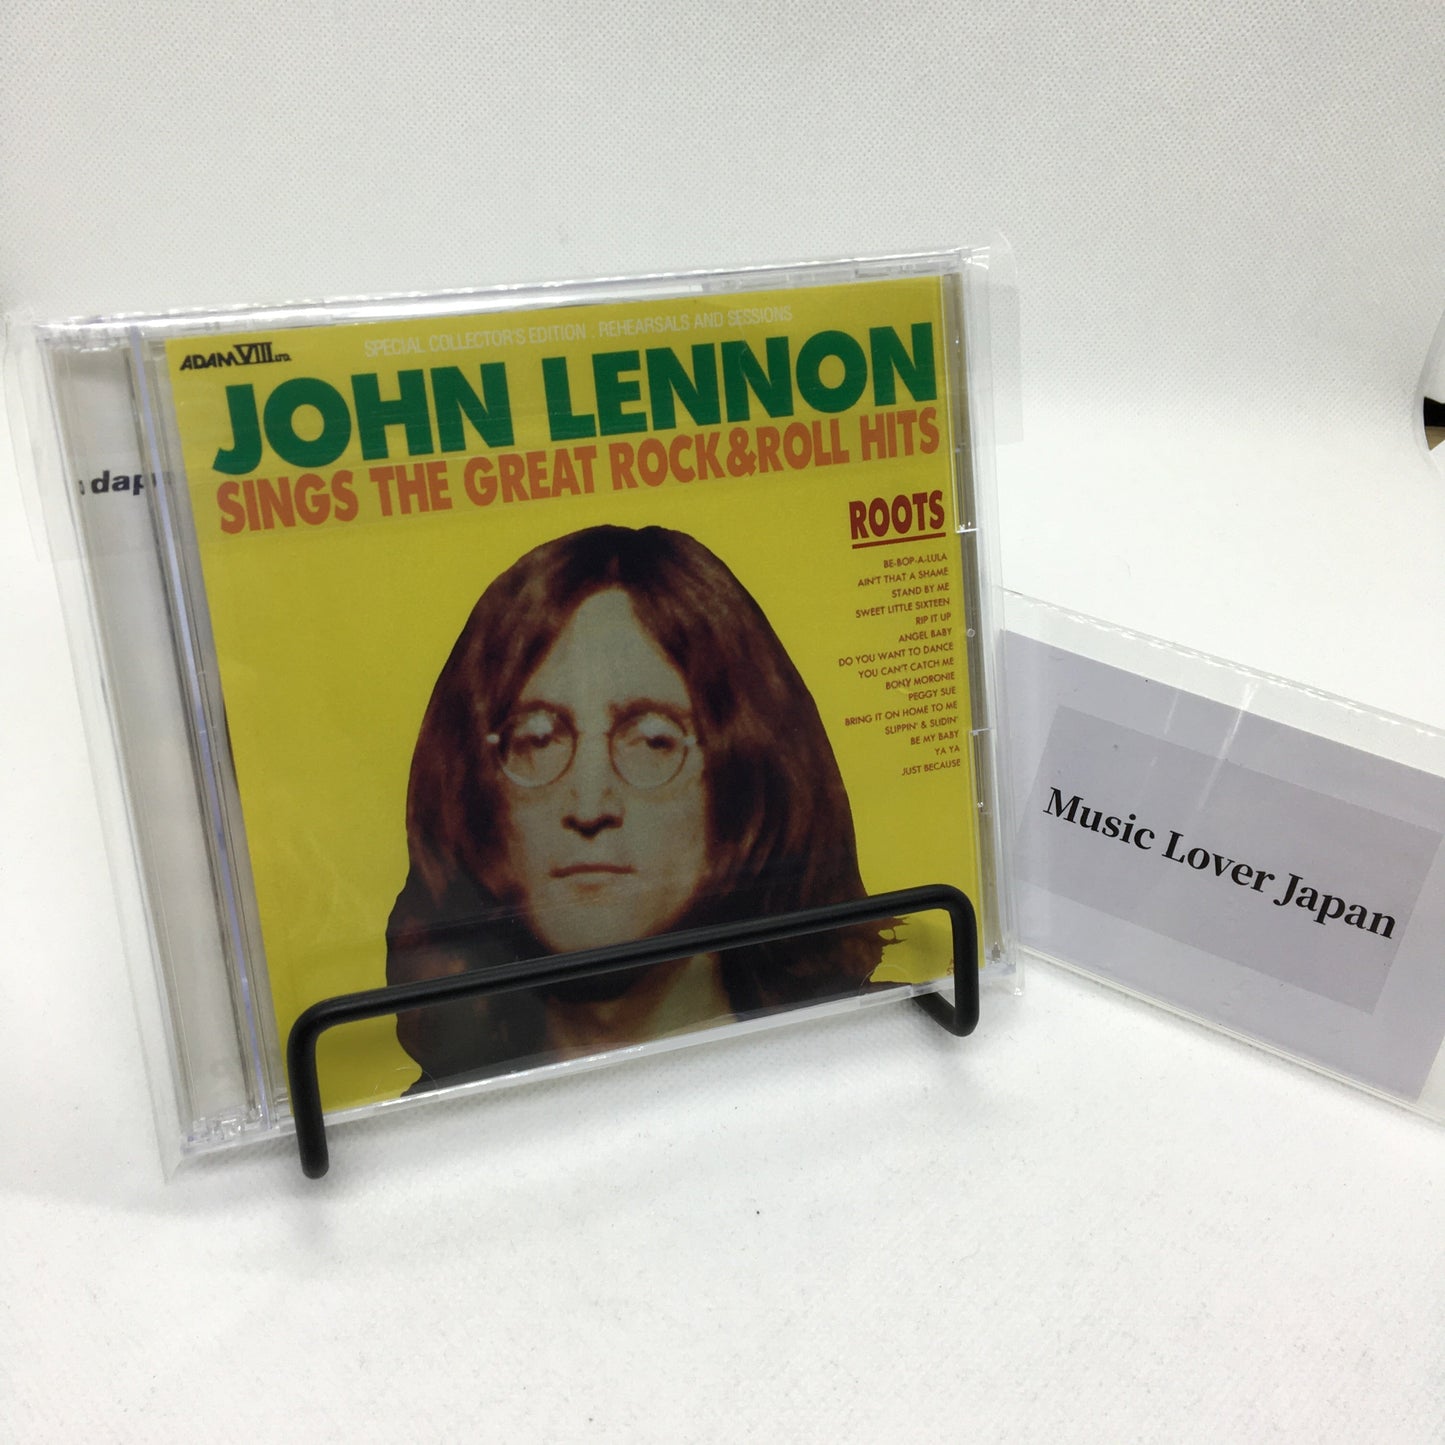 SPECIAL COLLECTOR'S EDITION . REHEARSALS AND SESSIONS
ADAM VIII LTD.
JOHN LENNON
SINGS THE GREAT ROCK&ROLL HITS
ROOTS
BE-BOP-A-LULA
AIN'T THAT A SHAME
STAND BY ME
SWEET LITTLE SIXTEEN
RIP IT UP
ANGEL BABY
DO YOU WANT TO DANCE
YOU CAN'T CATCH ME
BONY MORONIE
PEGGY SUE
BRING IT ON HOME TO ME
SLIPPIN' & SLIDIN'
BE MY BABY
YA YA
JUST BECAUSE
Music Lover Japan